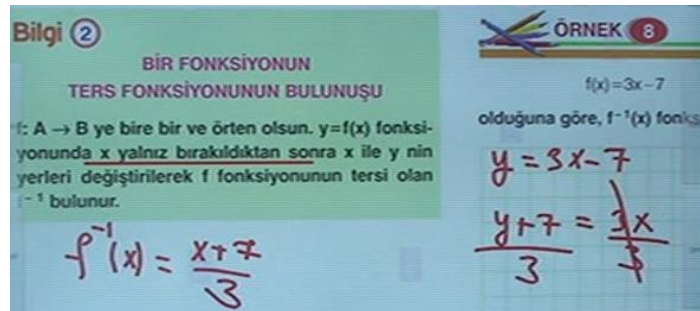 Bilgi 2
BİR FONKSİYONUN
TERS FONKSİYONUNUN BULUNUŞU
f: A → B ye bire bir ve örten olsun. y=f(x) fonksi-
yonunda x yalnız bırakıldıktan sonra x ile y nin
yerleri değiştirilerek f fonksiyonunun tersi olan
f⁻¹ bulunur.
f⁻¹(x) = (x+7)/3
ÖRNEK 8
f(x)=3x−7
olduğuna göre, f⁻¹(x) fonks
y = 3x-7
(y+7)/3 = 3x/3